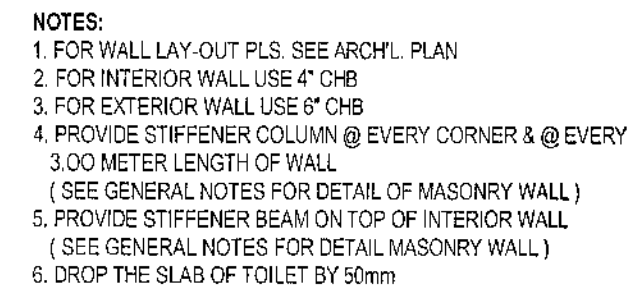 NOTES:
1. FOR WALL LAY-OUT PLS. SEE ARCH'L. PLAN
2. FOR INTERIOR WALL USE 4" CHB
3. FOR EXTERIOR WALL USE 6" CHB
4. PROVIDE STIFFENER COLUMN @ EVERY CORNER & @ EVERY
3.OO METER LENGTH OF WALL
( SEE GENERAL NOTES FOR DETAIL OF MASONRY WALL )
5. PROVIDE STIFFENER BEAM ON TOP OF INTERIOR WALL
( SEE GENERAL NOTES FOR DETAIL MASONRY WALL )
6. DROP THE SLAB OF TOILET BY 50mm